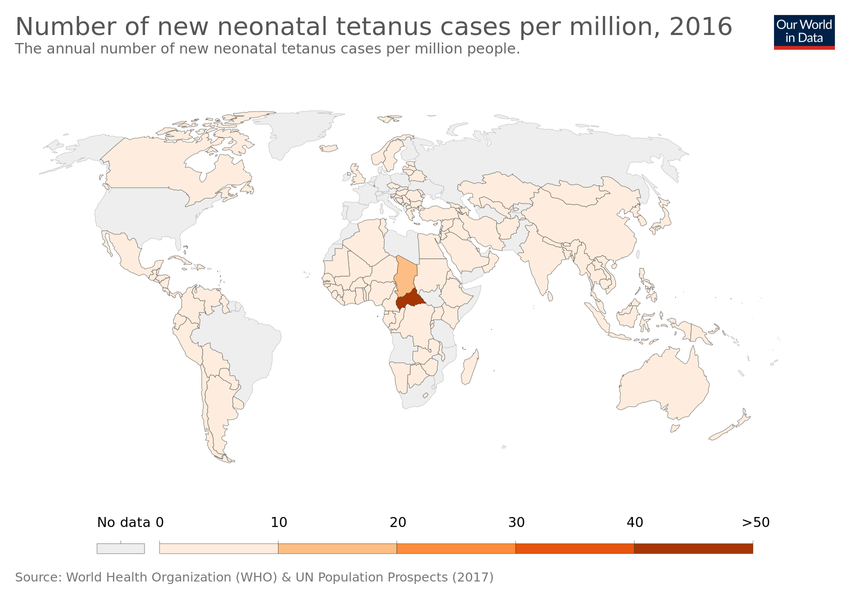 Number of new neonatal tetanus cases per million, 2016
The annual number of new neonatal tetanus cases per million people.
Our World
in Data
No data 0 10 20 30 40 >50
Source: World Health Organization (WHO) & UN Population Prospects (2017)